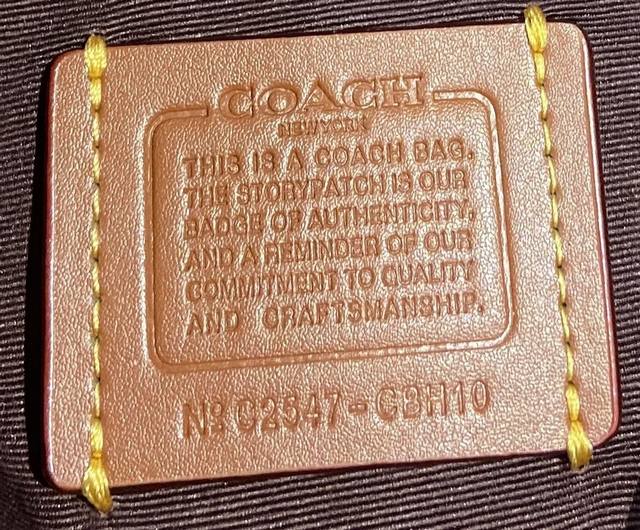 COACH
NEW YORK
THIS IS A COACH BAG.
THE STORYPATCH IS OUR
BADGE OF AUTHENTICITY,
AND A REMINDER OF OUR
COMMITMENT TO QUALITY
AND CRAFTSMANSHIP.
Nº C2547-CBH10